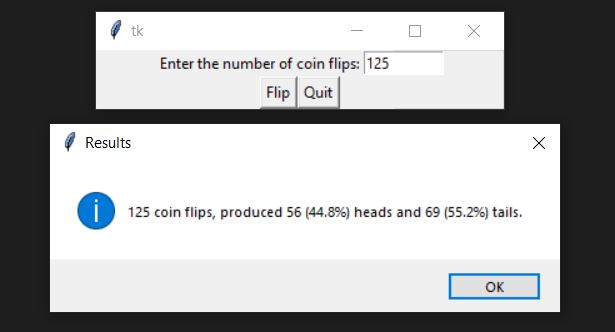 tk
Enter the number of coin flips: 125
Flip Quit
Results
125 coin flips, produced 56 (44.8%) heads and 69 (55.2%) tails.
OK